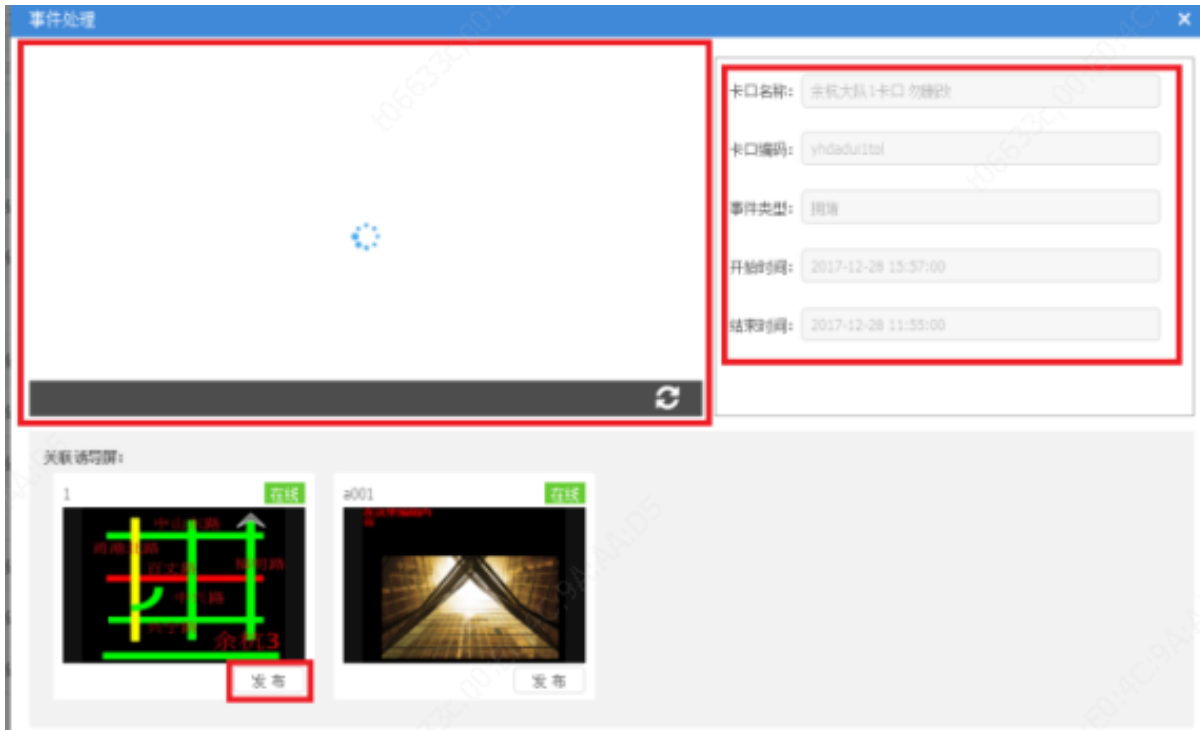 事件处理
卡口名称： 余杭大队1卡口 勿删改
卡口编码： yhdadui1tol
事件类型： 拥堵
开始时间： 2017-12-28 15:57:00
结束时间： 2017-12-28 11:55:00
关联诱导屏：
1 在线
a001 在线
余杭3
发布
发布